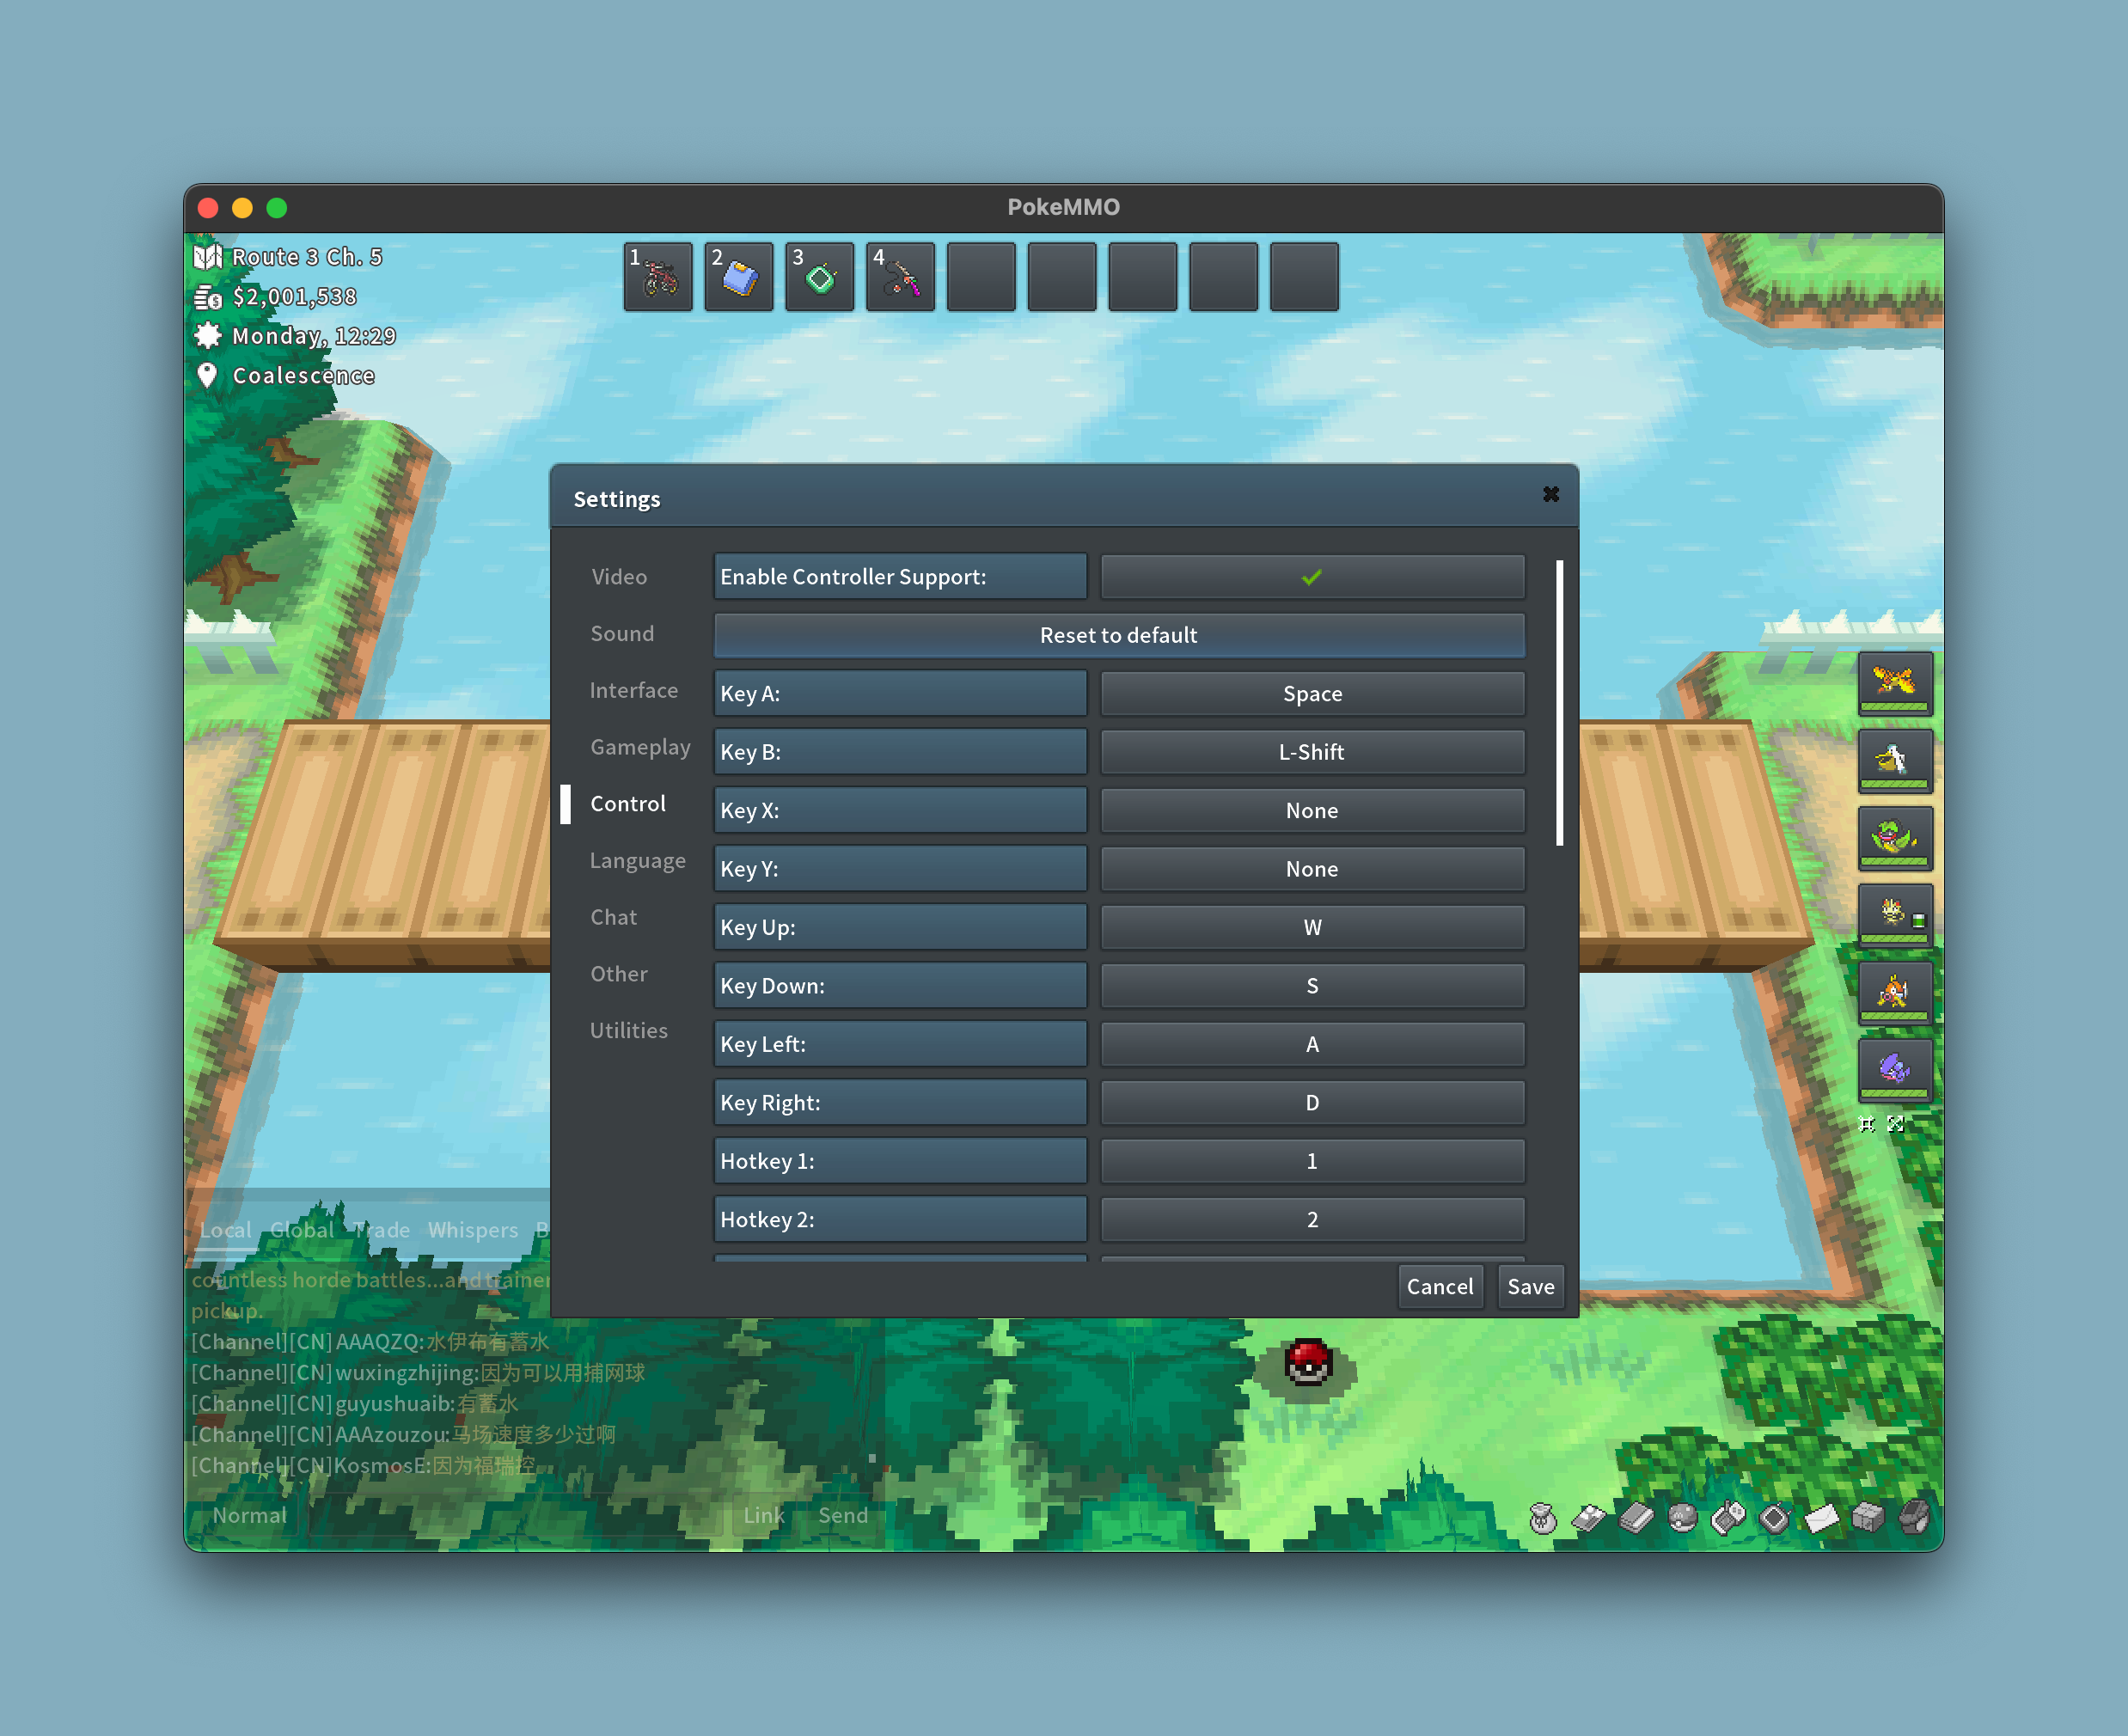 PokeMMO
Route 3 Ch. 5
$2,001,538
Monday, 12:29
Coalescence
1
2
3
4
Settings
Video
Sound
Interface
Gameplay
Control
Language
Chat
Other
Utilities
Enable Controller Support:
Reset to default
Key A: Space
Key B: L-Shift
Key X: None
Key Y: None
Key Up: W
Key Down: S
Key Left: A
Key Right: D
Hotkey 1: 1
Hotkey 2: 2
Cancel Save
Local Global Trade Whispers
countless horde battles...and trainer
pickup.
[Channel][CN] AAAQZQ:水伊布有蓄水
[Channel][CN] wuxingzhijing:因为可以用捕网球
[Channel][CN] guyushuaib:有蓄水
[Channel][CN] AAAzouzou:马场速度多少过啊
[Channel][CN]KosmosE:因为福瑞控
Normal Link Send